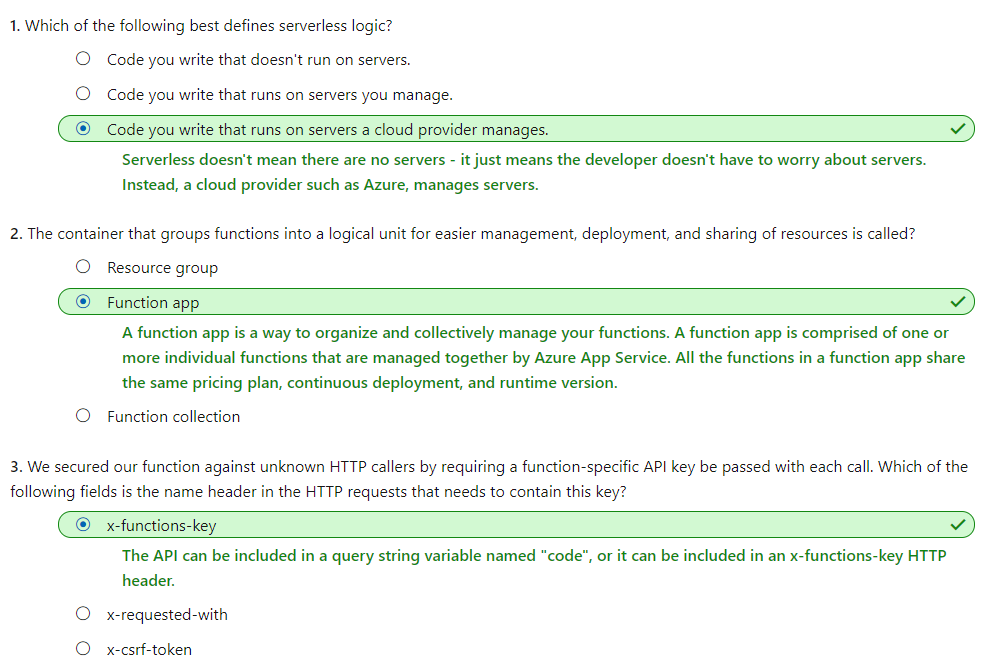 1. Which of the following best defines serverless logic?
Code you write that doesn't run on servers.
Code you write that runs on servers you manage.
Code you write that runs on servers a cloud provider manages.
Serverless doesn't mean there are no servers - it just means the developer doesn't have to worry about servers.
Instead, a cloud provider such as Azure, manages servers.
2. The container that groups functions into a logical unit for easier management, deployment, and sharing of resources is called?
Resource group
Function app
A function app is a way to organize and collectively manage your functions. A function app is comprised of one or
more individual functions that are managed together by Azure App Service. All the functions in a function app share
the same pricing plan, continuous deployment, and runtime version.
Function collection
3. We secured our function against unknown HTTP callers by requiring a function-specific API key be passed with each call. Which of the
following fields is the name header in the HTTP requests that needs to contain this key?
x-functions-key
The API can be included in a query string variable named "code", or it can be included in an x-functions-key HTTP
header.
x-requested-with
x-csrf-token